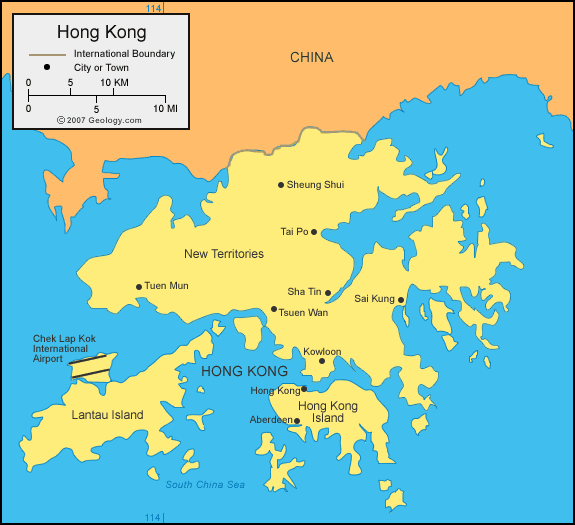 114
Hong Kong
International Boundary
City or Town
0 5 10 KM
0 5 10 MI
© 2007 Geology.com
CHINA
Sheung Shui
Tai Po
New Territories
Tuen Mun
Sha Tin
Sai Kung
Tsuen Wan
Chek Lap Kok
International
Airport
Kowloon
HONG KONG
Hong Kong
Hong Kong
Island
Lantau Island
Aberdeen
South China Sea
114